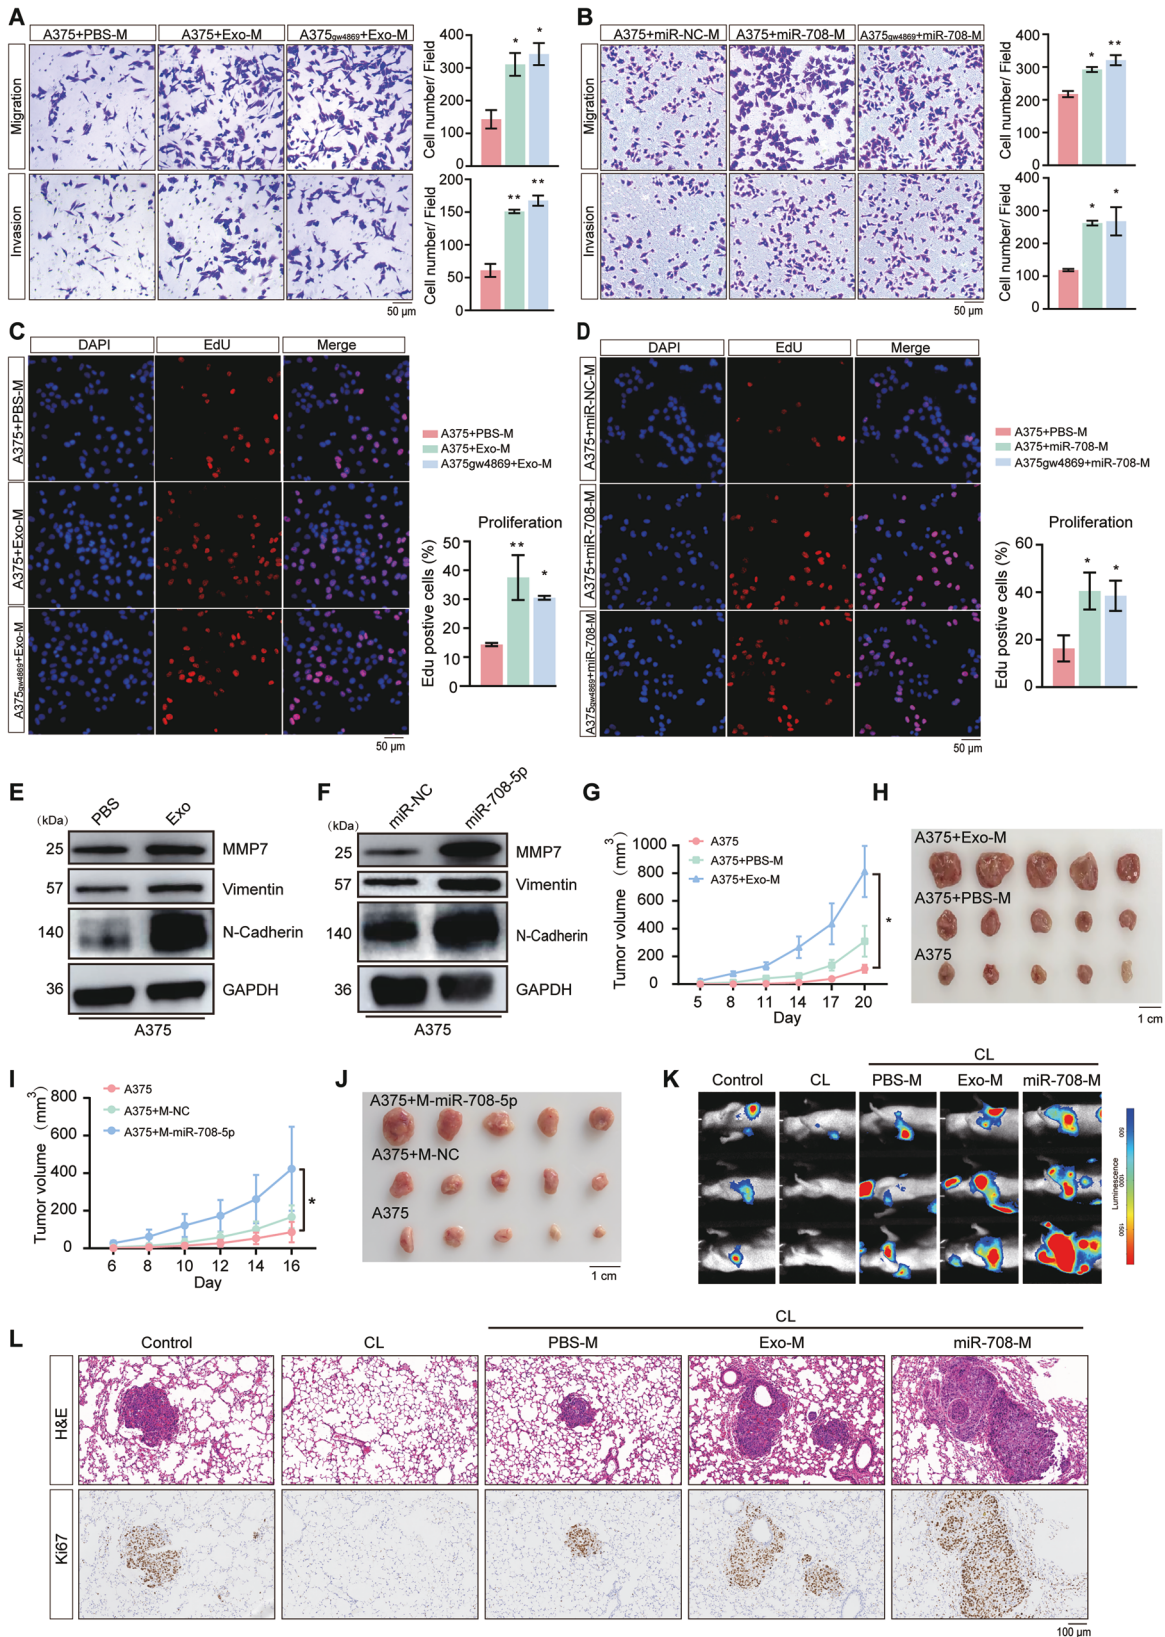 A
A375+PBS-M
A375+Exo-M
A375gw4869+Exo-M
Migration
Invasion
50 μm
Cell number/ Field
400
300
200
100
0
*
*
Cell number/ Field
200
150
100
50
0
**
**
B
A375+miR-NC-M
A375+miR-708-M
A375gw4869+miR-708-M
Migration
Invasion
50 μm
Cell number/ Field
400
300
200
100
0
*
**
Cell number/ Field
400
300
200
100
0
*
*
C
DAPI
EdU
Merge
A375+PBS-M
A375+Exo-M
A375gw4869+Exo-M
50 μm
A375+PBS-M
A375+Exo-M
A375gw4869+Exo-M
Proliferation
Edu postive cells (%)
50
40
30
20
10
0
**
*
D
DAPI
EdU
Merge
A375+miR-NC-M
A375+miR-708-M
A375gw4869+miR-708-M
50 μm
A375+PBS-M
A375+miR-708-M
A375gw4869+miR-708-M
Proliferation
Edu postive cells (%)
60
40
20
0
*
*
E
(kDa)
PBS
Exo
25
MMP7
57
Vimentin
140
N-Cadherin
36
GAPDH
A375
F
(kDa)
miR-NC
miR-708-5p
25
MMP7
57
Vimentin
140
N-Cadherin
36
GAPDH
A375
G
Tumor volume (mm3)
1000
800
600
400
200
0
A375
A375+PBS-M
A375+Exo-M
*
5 8 11 14 17 20
Day
H
A375+Exo-M
A375+PBS-M
A375
1 cm
I
Tumor volume (mm3)
800
600
400
200
0
A375
A375+M-NC
A375+M-miR-708-5p
*
6 8 10 12 14 16
Day
J
A375+M-miR-708-5p
A375+M-NC
A375
1 cm
K
CL
Control
CL
PBS-M
Exo-M
miR-708-M
500
1000
1500
Luminescence
L
CL
Control
CL
PBS-M
Exo-M
miR-708-M
H&E
Ki67
100 μm